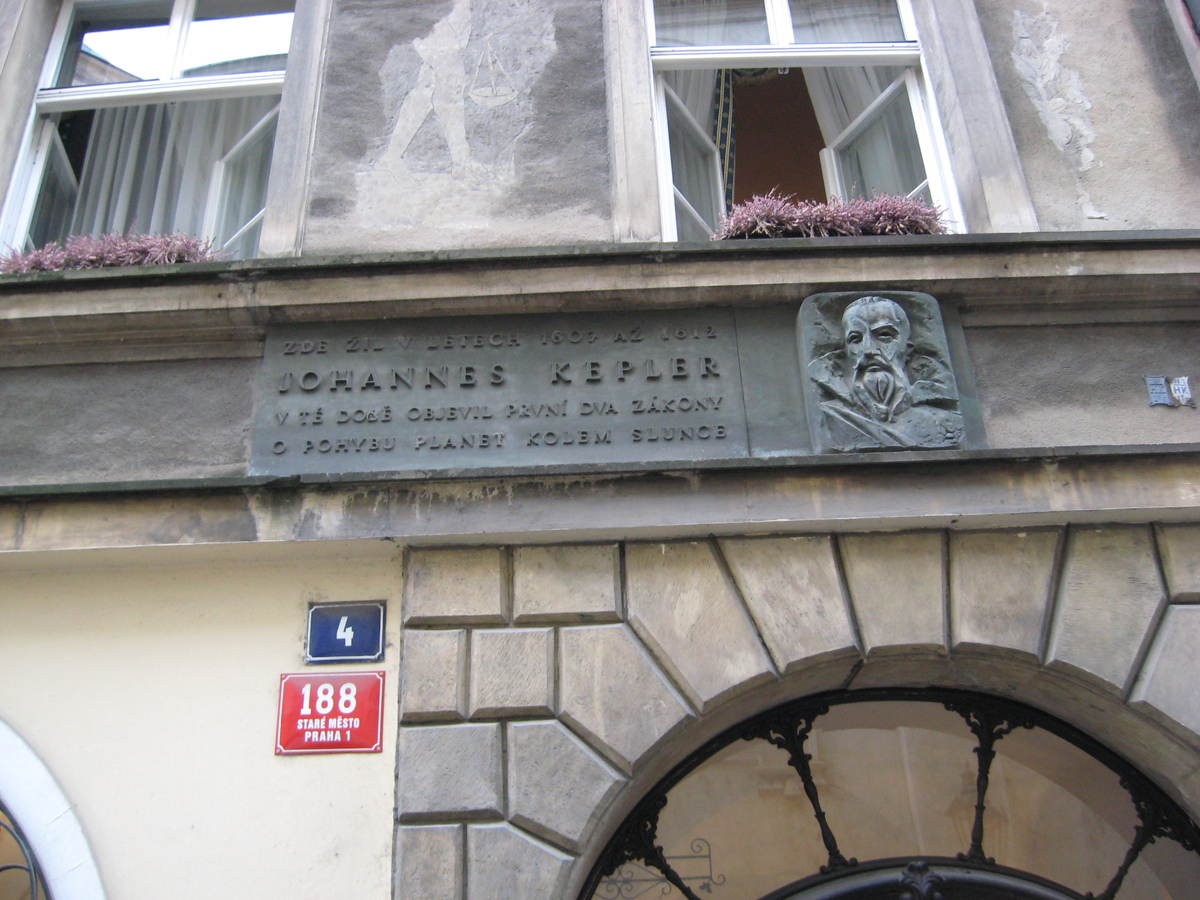 ZDE ŽIL V LETECH 1607 AŽ 1612
JOHANNES KEPLER
V TÉ DOBĚ OBJEVIL PRVNÍ DVA ZÁKONY
O POHYBU PLANET KOLEM SLUNCE
4
188
STARÉ MĚSTO
PRAHA 1